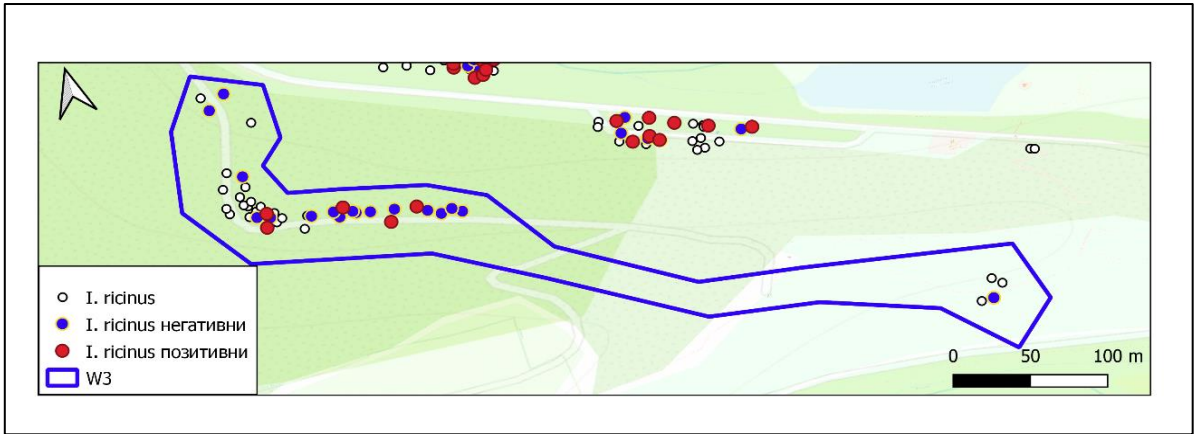 I. ricinus
I. ricinus негативни
I. ricinus позитивни
W3
0 50 100 m